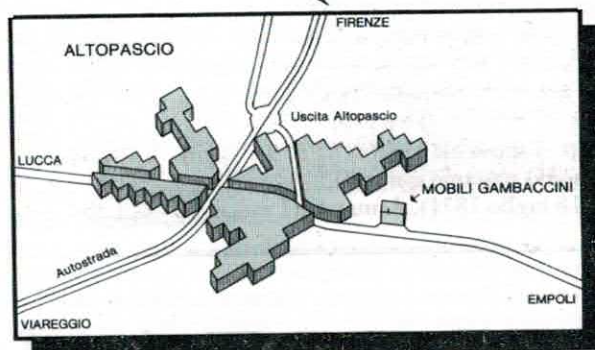 FIRENZE
ALTOPASCIO
Uscita Altopascio
LUCCA
MOBILI GAMBACCINI
Autostrada
EMPOLI
VIAREGGIO